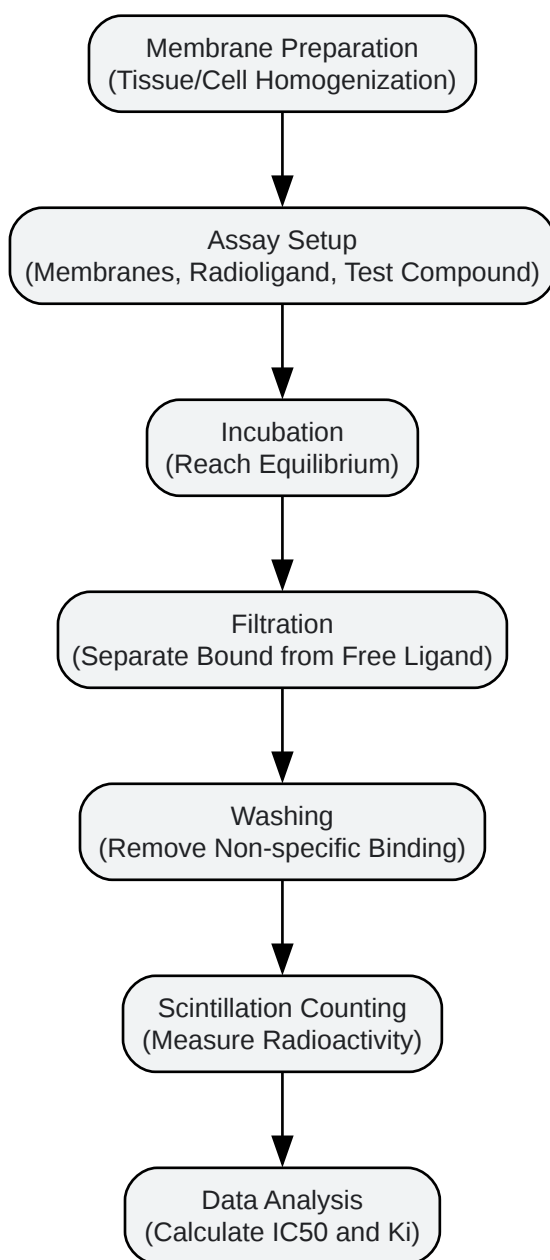 Membrane Preparation
(Tissue/Cell Homogenization)
Assay Setup
(Membranes, Radioligand, Test Compound)
Incubation
(Reach Equilibrium)
Filtration
(Separate Bound from Free Ligand)
Washing
(Remove Non-specific Binding)
Scintillation Counting
(Measure Radioactivity)
Data Analysis
(Calculate IC50 and Ki)